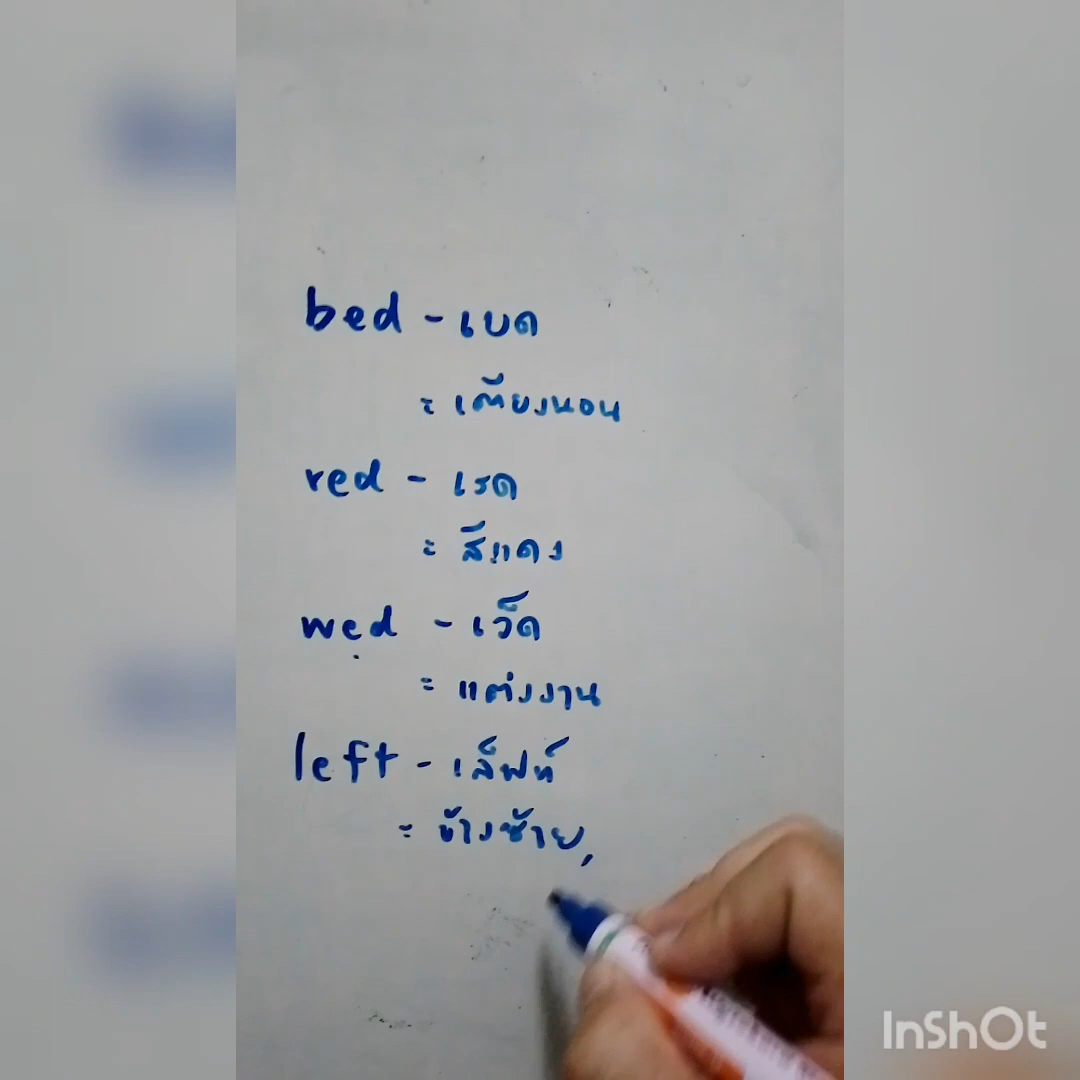 bed - เบด
= เตียงนอน
red - เรด
= สีแดง
wed - เว็ด
= แต่งงาน
left - เล็ฟท์
= ข้างซ้าย,
InShOt